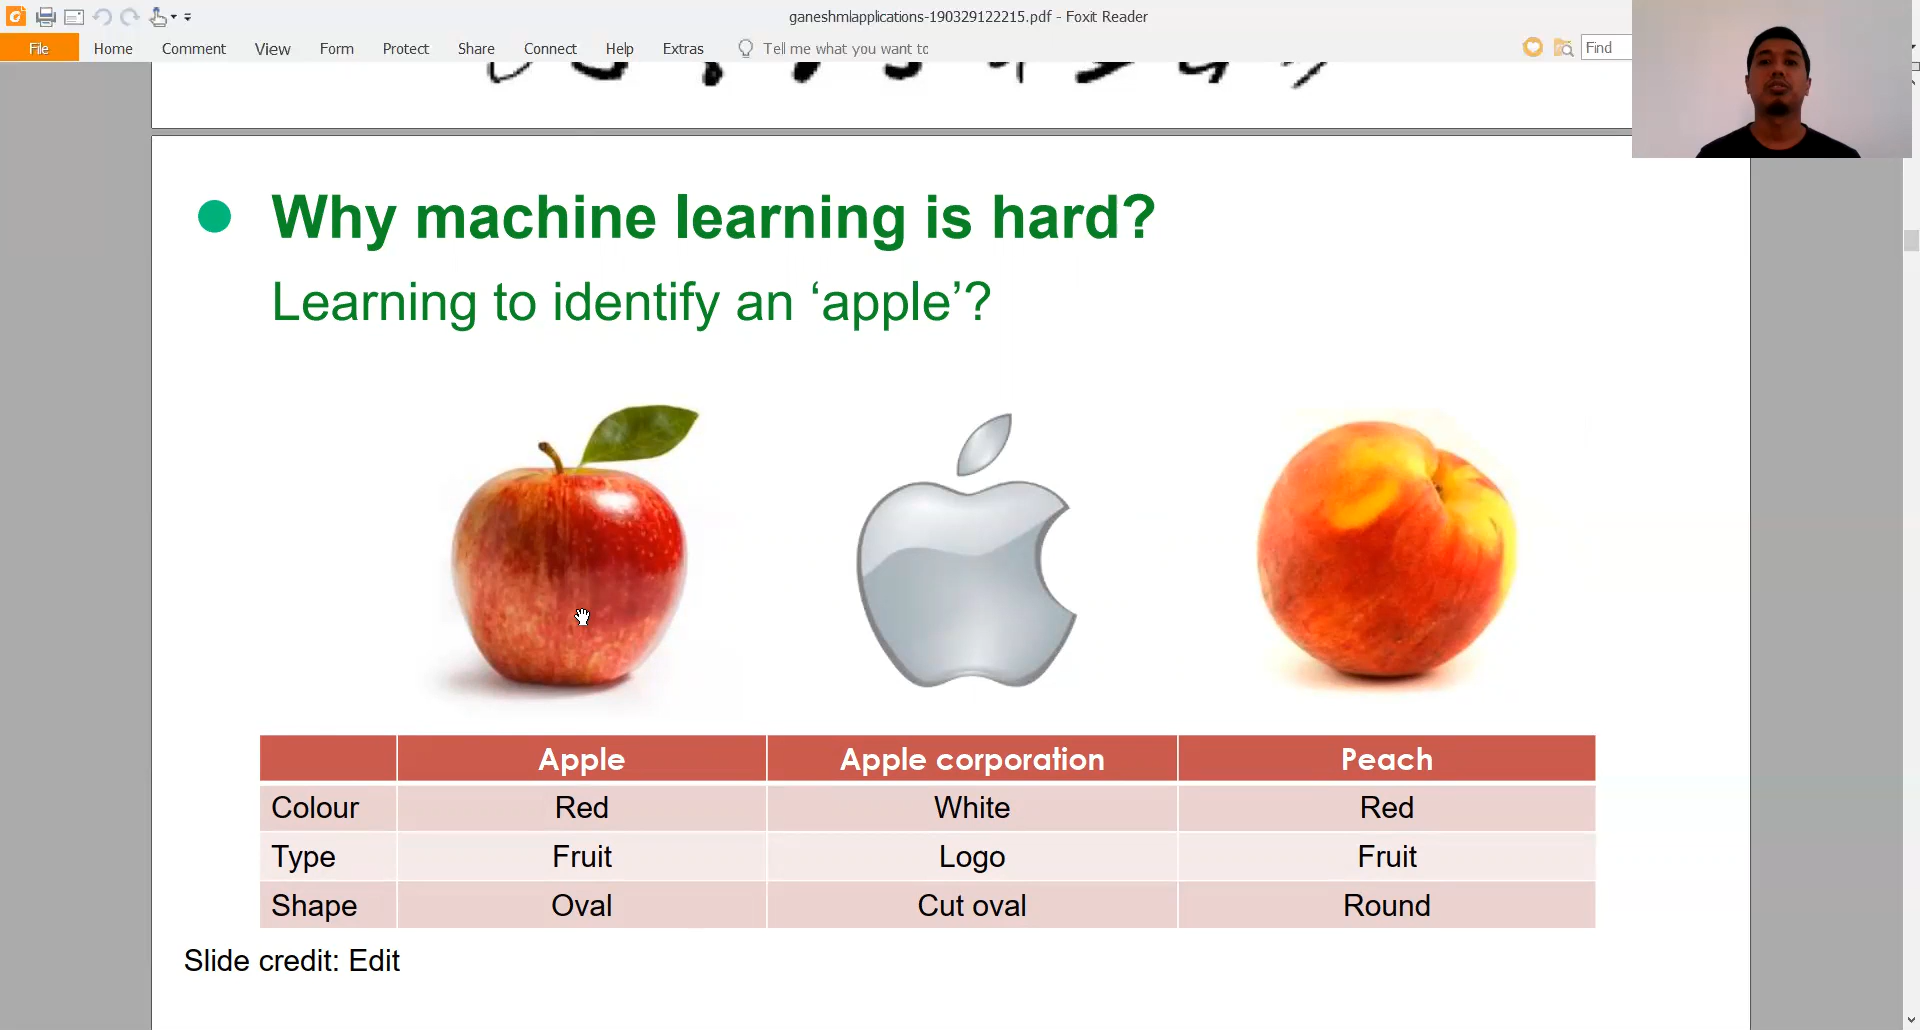 ganeshmlapplications-190329122215.pdf - Foxit Reader
File Home Comment View Form Protect Share Connect Help Extras Tell me what you want to Find
Why machine learning is hard?
Learning to identify an ‘apple’?
Apple Apple corporation Peach
Colour Red White Red
Type Fruit Logo Fruit
Shape Oval Cut oval Round
Slide credit: Edit